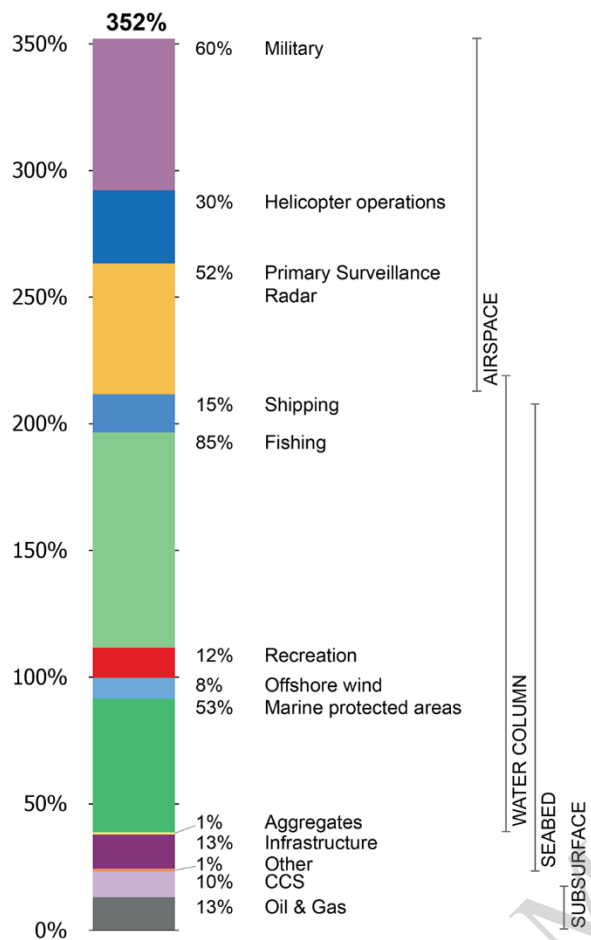 352%
350%
300%
250%
200%
150%
100%
50%
0%
60% Military
30% Helicopter operations
52% Primary Surveillance
Radar
15% Shipping
85% Fishing
12% Recreation
8% Offshore wind
53% Marine protected areas
1% Aggregates
13% Infrastructure
1% Other
10% CCS
13% Oil & Gas
AIRSPACE
WATER COLUMN
SEABED
SUBSURFACE